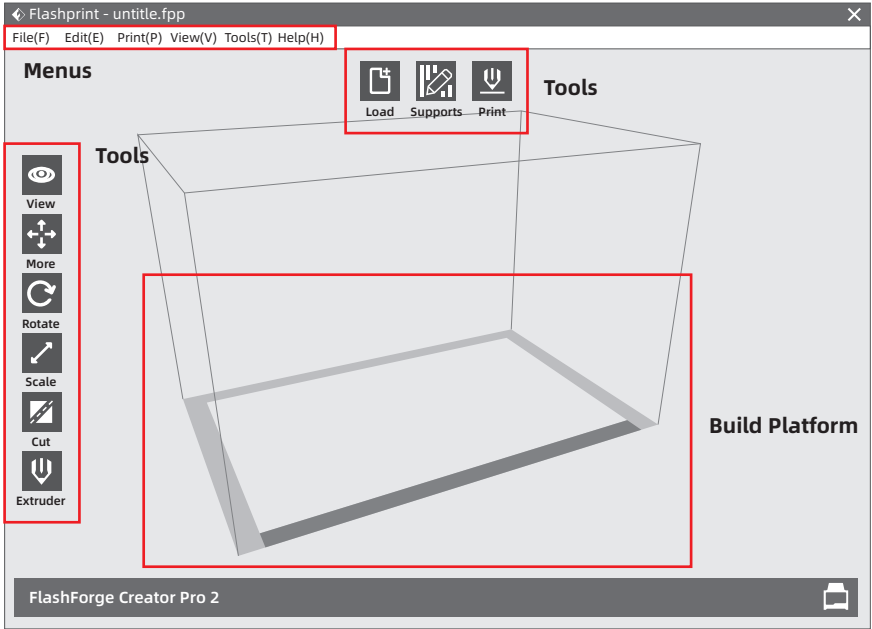 Flashprint - untitle.fpp
File(F) Edit(E) Print(P) View(V) Tools(T) Help(H)
Menus
Load Supports Print
Tools
Tools
View
More
Rotate
Scale
Cut
Extruder
Build Platform
FlashForge Creator Pro 2